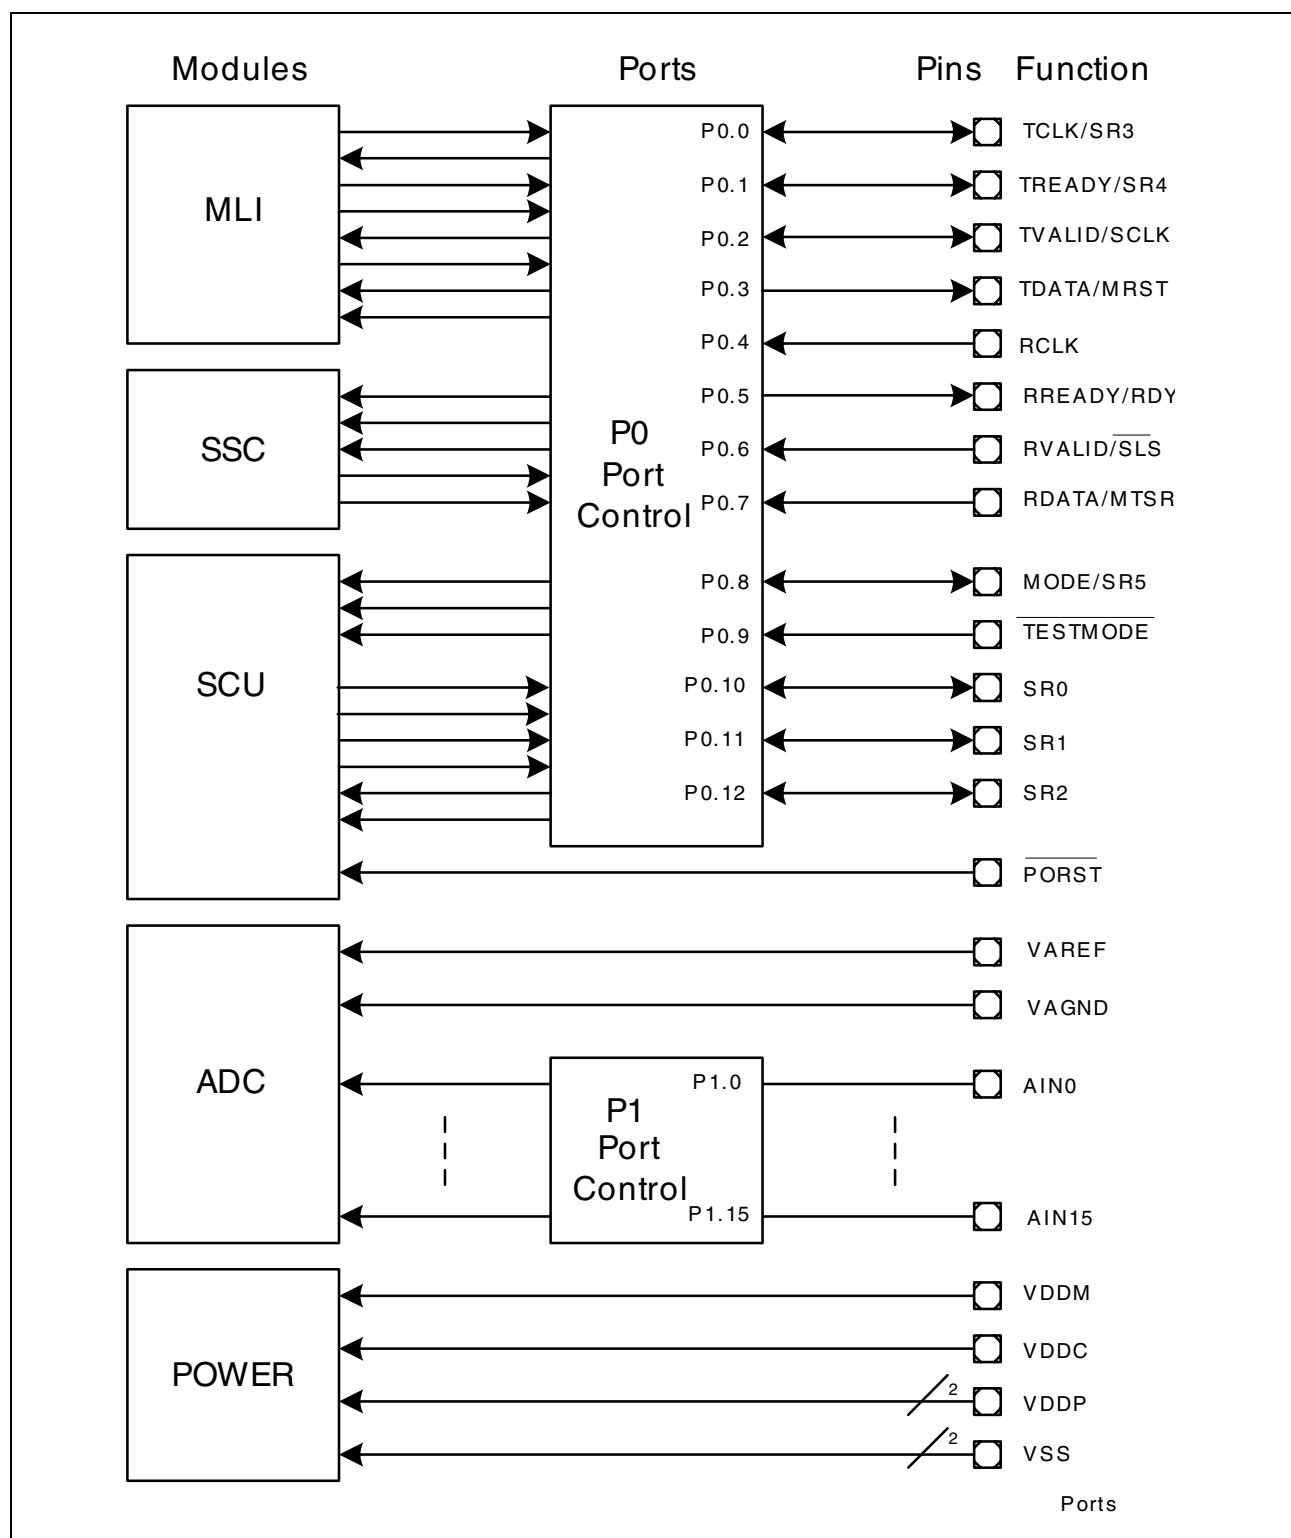 Modules Ports Pins Function
MLI
SSC
SCU
ADC
POWER
P0
Port
Control
P0.0
P0.1
P0.2
P0.3
P0.4
P0.5
P0.6
P0.7
P0.8
P0.9
P0.10
P0.11
P0.12
P1
Port
Control
P1.0
P1.15
TCLK/SR3
TREADY/SR4
TVALID/SCLK
TDATA/MRST
RCLK
RREADY/RDY
RVALID/SLS
RDATA/MTSR
MODE/SR5
TESTMODE
SR0
SR1
SR2
PORST
VAREF
VAGND
AIN0
AIN15
VDDM
VDDC
2
VDDP
2
VSS
Ports